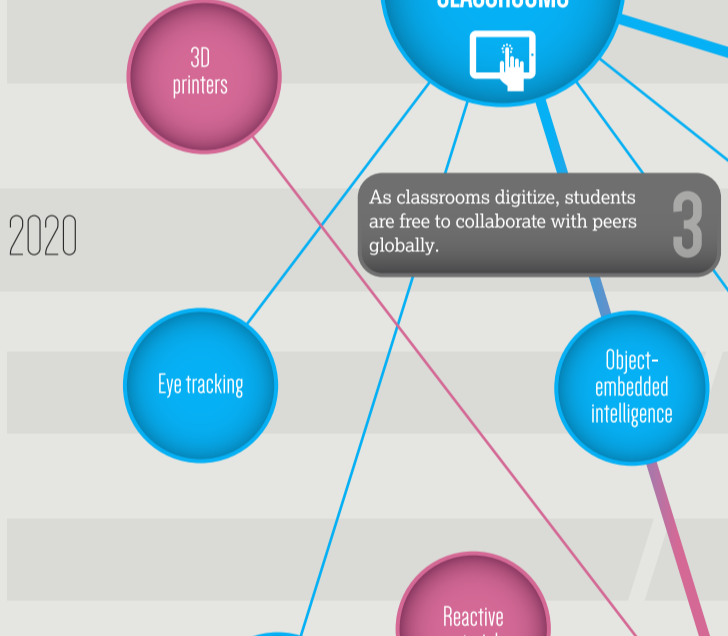 CLASSROOMS
3D
printers
As classrooms digitize, students
are free to collaborate with peers
globally.
3
2020
Eye tracking
Object-
embedded
intelligence
Reactive